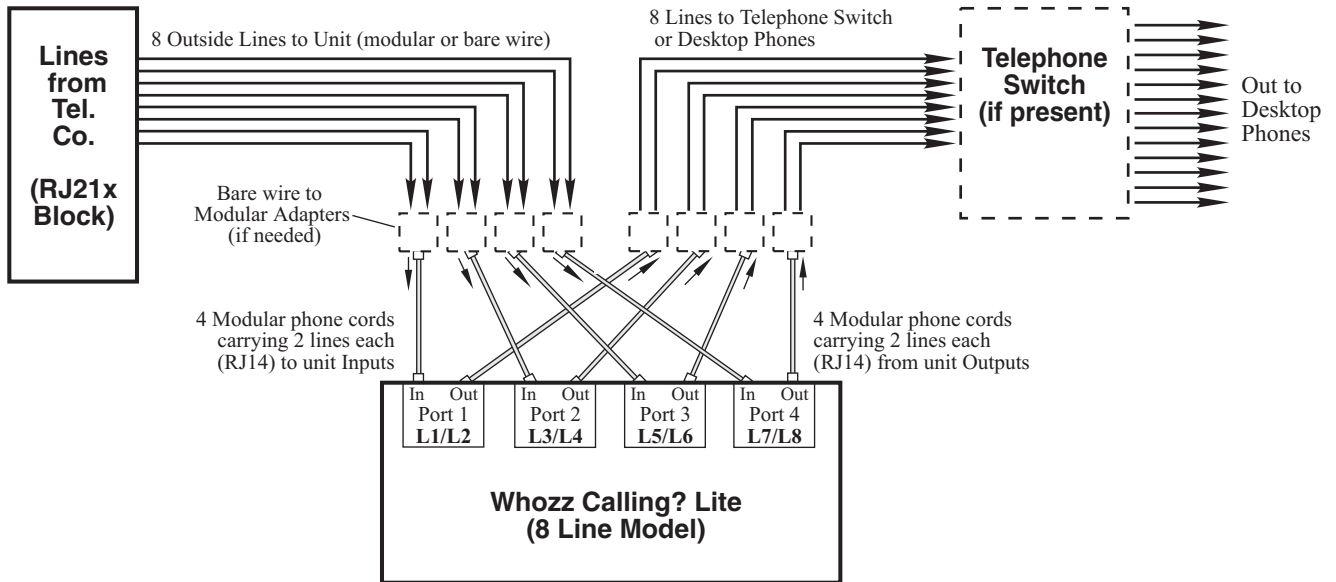 Lines
from
Tel.
Co.
(RJ21x
Block)
8 Outside Lines to Unit (modular or bare wire)
8 Lines to Telephone Switch
or Desktop Phones
Telephone
Switch
(if present)
Out to
Desktop
Phones
Bare wire to
Modular Adapters
(if needed)
4 Modular phone cords
carrying 2 lines each
(RJ14) to unit Inputs
4 Modular phone cords
carrying 2 lines each
(RJ14) from unit Outputs
In Out
Port 1
L1/L2
In Out
Port 2
L3/L4
In Out
Port 3
L5/L6
In Out
Port 4
L7/L8
Whozz Calling? Lite
(8 Line Model)